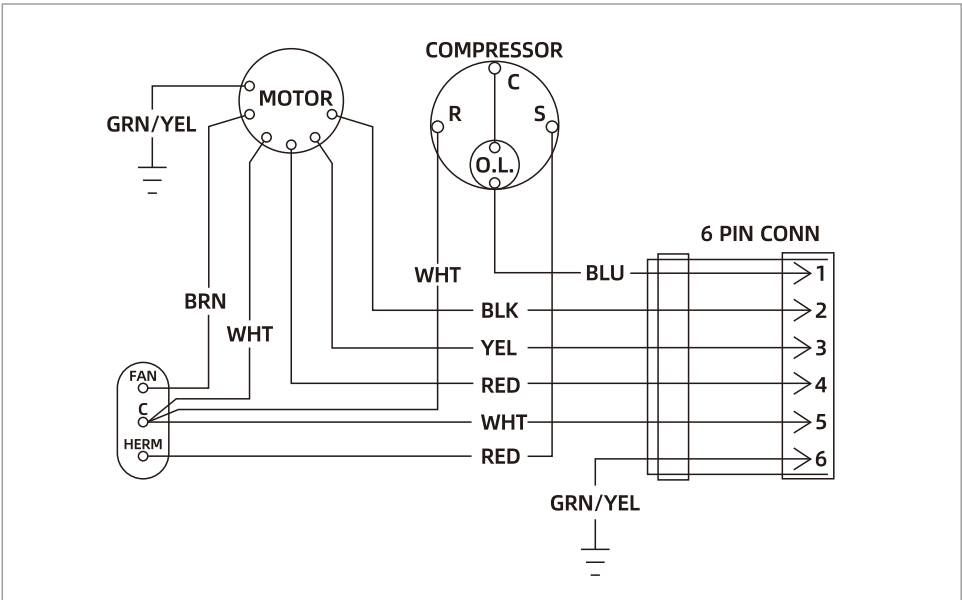 COMPRESSOR
MOTOR
C
R
S
GRN/YEL
O.L.
6 PIN CONN
WHT
BLU
1
BRN
BLK
2
WHT
YEL
3
FAN
RED
4
C
WHT
5
HERM
RED
6
GRN/YEL